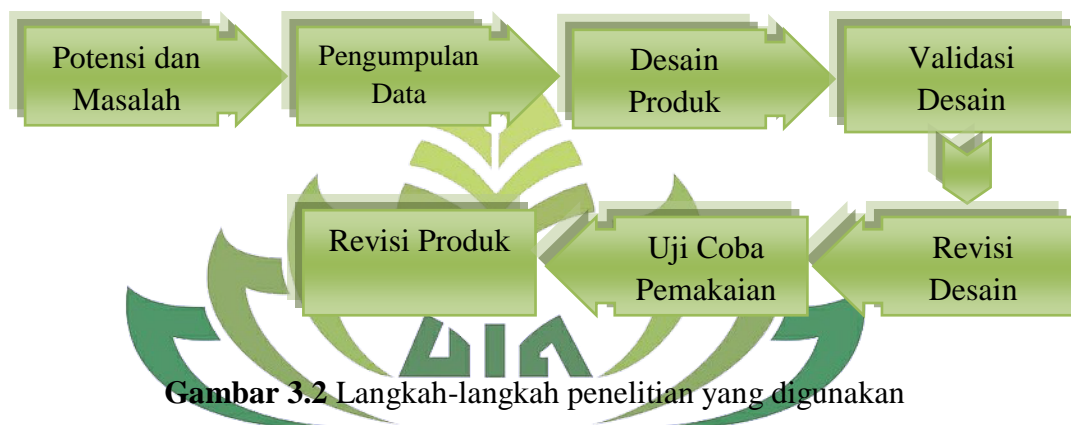 Potensi dan
Masalah
Pengumpulan
Data
Desain
Produk
Validasi
Desain
Revisi
Desain
Uji Coba
Pemakaian
Revisi Produk
UIN
Gambar 3.2 Langkah-langkah penelitian yang digunakan